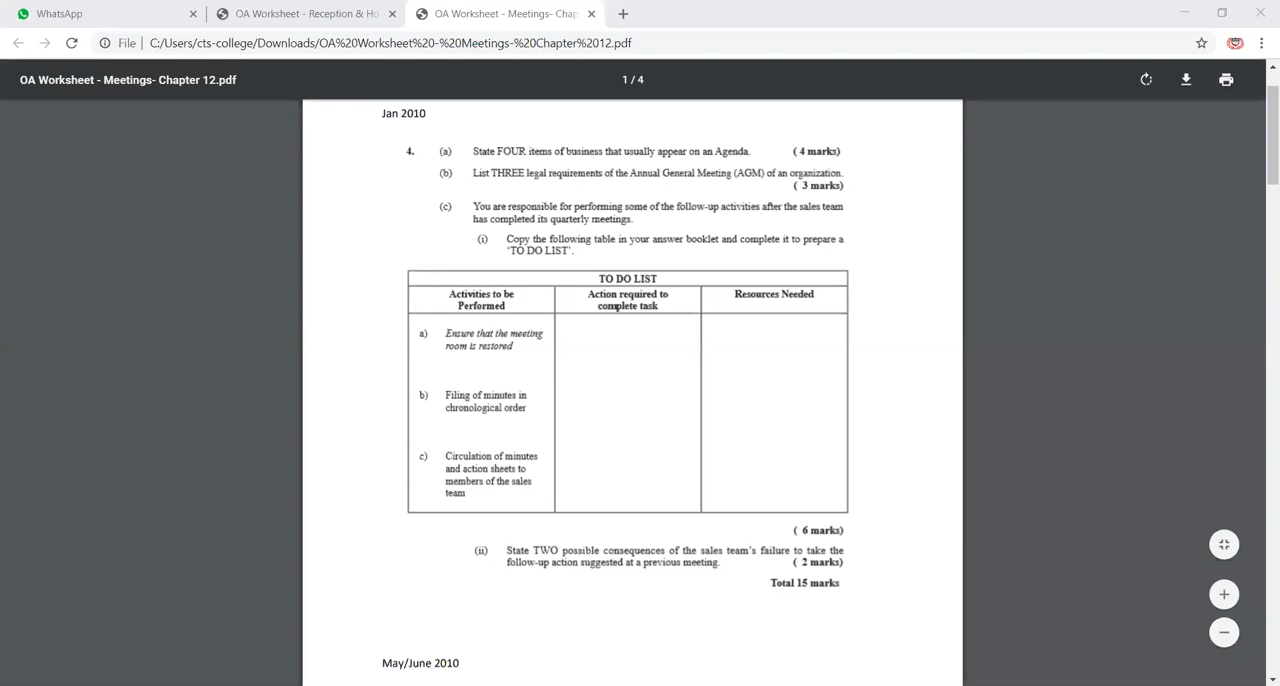 WhatsApp
OA Worksheet - Reception & Ho
OA Worksheet - Meetings- Chap
File
C:/Users/cts-college/Downloads/OA%20Worksheet%20-%20Meetings-%20Chapter%2012.pdf
OA Worksheet - Meetings- Chapter 12.pdf
1 / 4
Jan 2010
4. (a) State FOUR items of business that usually appear on an Agenda. ( 4 marks)
(b) List THREE legal requirements of the Annual General Meeting (AGM) of an organization.
( 3 marks)
(c) You are responsible for performing some of the follow-up activities after the sales team
has completed its quarterly meetings.
(i) Copy the following table in your answer booklet and complete it to prepare a
‘TO DO LIST’.
TO DO LIST
Activities to be
Performed
Action required to
complete task
Resources Needed
a) Ensure that the meeting
room is restored
b) Filing of minutes in
chronological order
c) Circulation of minutes
and action sheets to
members of the sales
team
( 6 marks)
(ii) State TWO possible consequences of the sales team’s failure to take the
follow-up action suggested at a previous meeting. ( 2 marks)
Total 15 marks
May/June 2010